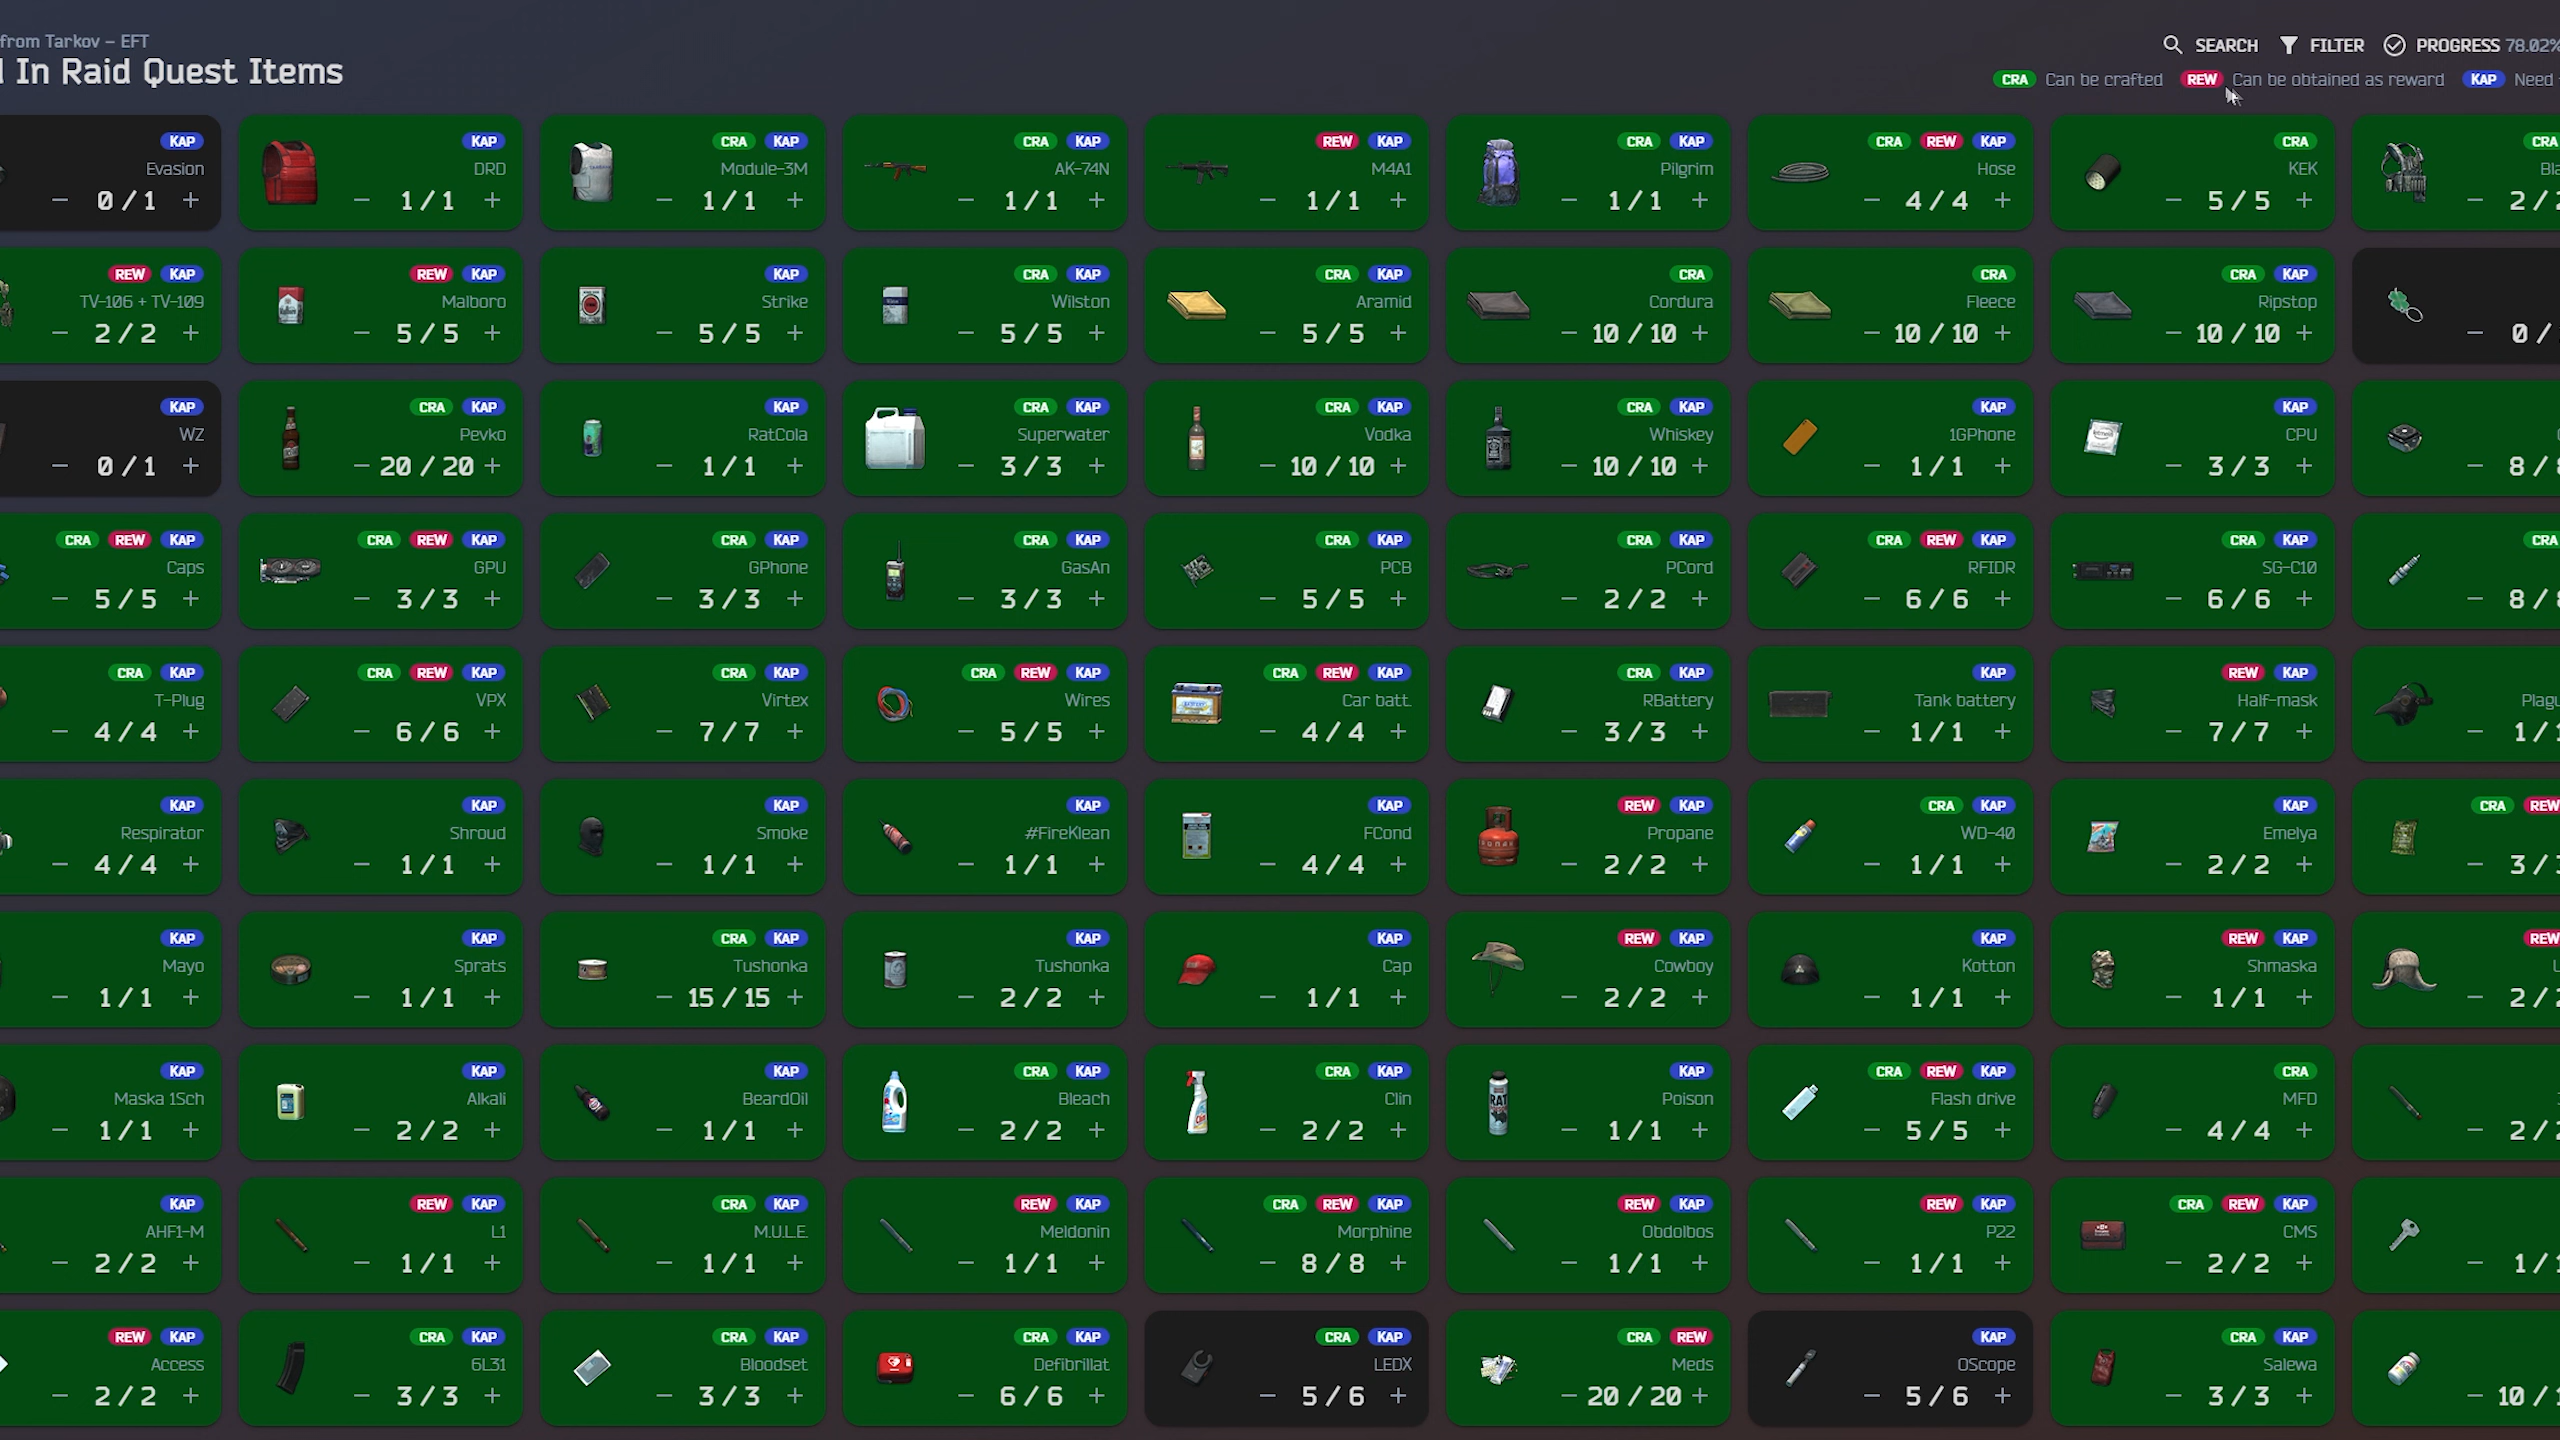 from Tarkov – EFT
In Raid Quest Items
SEARCH FILTER PROGRESS 78.02%
CRA Can be crafted REW Can be obtained as reward KAP Need
KAP KAP CRA KAP CRA KAP REW KAP CRA KAP CRA REW KAP CRA CRA
Evasion DRD Module-3M AK-74N M4A1 Pilgrim Hose KEK Bla
− 0 / 1 + − 1 / 1 + − 1 / 1 + − 1 / 1 + − 1 / 1 + − 1 / 1 + − 4 / 4 + − 5 / 5 + − 2 /
REW KAP REW KAP KAP CRA KAP CRA KAP CRA CRA CRA KAP
TV-106 + TV-109 Malboro Strike Wilston Aramid Cordura Fleece Ripstop
− 2 / 2 + − 5 / 5 + − 5 / 5 + − 5 / 5 + − 5 / 5 + − 10 / 10 + − 10 / 10 + − 10 / 10 + − 0 /
KAP CRA KAP KAP CRA KAP CRA KAP CRA KAP KAP KAP
WZ Pevko RatCola Superwater Vodka Whiskey 1GPhone CPU
− 0 / 1 + − 20 / 20 + − 1 / 1 + − 3 / 3 + − 10 / 10 + − 10 / 10 + − 1 / 1 + − 3 / 3 + − 8 /
CRA REW KAP CRA REW KAP CRA KAP CRA KAP CRA KAP CRA KAP CRA REW KAP CRA KAP CRA
Caps GPU GPhone GasAn PCB PCord RFIDR SG-C10
− 5 / 5 + − 3 / 3 + − 3 / 3 + − 3 / 3 + − 5 / 5 + − 2 / 2 + − 6 / 6 + − 6 / 6 + − 8 /
CRA KAP CRA REW KAP CRA KAP CRA REW KAP CRA REW KAP CRA KAP KAP REW KAP
T-Plug VPX Virtex Wires Car batt. RBattery Tank battery Half-mask Plagu
− 4 / 4 + − 6 / 6 + − 7 / 7 + − 5 / 5 + − 4 / 4 + − 3 / 3 + − 1 / 1 + − 7 / 7 + − 1 /
KAP KAP KAP KAP KAP REW KAP CRA KAP KAP CRA REW
Respirator Shroud Smoke #FireKlean FCond Propane WD-40 Emelya
− 4 / 4 + − 1 / 1 + − 1 / 1 + − 1 / 1 + − 4 / 4 + − 2 / 2 + − 1 / 1 + − 2 / 2 + − 3 /
KAP KAP CRA KAP KAP KAP REW KAP KAP REW KAP REW
Mayo Sprats Tushonka Tushonka Cap Cowboy Kotton Shmaska
− 1 / 1 + − 1 / 1 + − 15 / 15 + − 2 / 2 + − 1 / 1 + − 2 / 2 + − 1 / 1 + − 1 / 1 + − 2 /
KAP KAP KAP CRA KAP CRA KAP KAP CRA REW KAP CRA
Maska 1Sch Alkali BeardOil Bleach Clin Poison Flash drive MFD
− 1 / 1 + − 2 / 2 + − 1 / 1 + − 2 / 2 + − 2 / 2 + − 1 / 1 + − 5 / 5 + − 4 / 4 + − 2 /
KAP REW KAP CRA KAP REW KAP CRA REW KAP REW KAP REW KAP CRA REW KAP
AHF1-M L1 M.U.L.E. Meldonin Morphine Obdolbos P22 CMS
− 2 / 2 + − 1 / 1 + − 1 / 1 + − 1 / 1 + − 8 / 8 + − 1 / 1 + − 1 / 1 + − 2 / 2 + − 1 /
REW KAP CRA KAP CRA KAP CRA KAP CRA KAP CRA REW KAP CRA KAP
Access 6L31 Bloodset Defibrillat LEDX Meds OScope Salewa
− 2 / 2 + − 3 / 3 + − 3 / 3 + − 6 / 6 + − 5 / 6 + − 20 / 20 + − 5 / 6 + − 3 / 3 + − 10 /